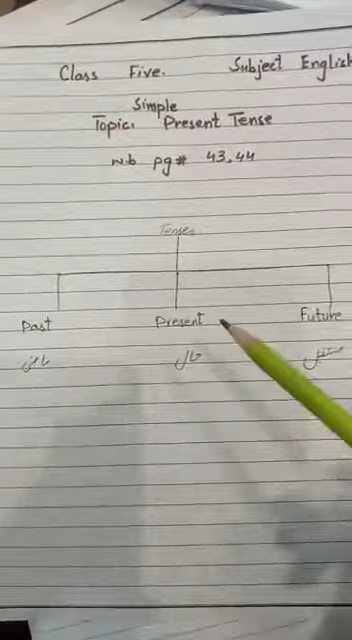 Class Five. Subject English
Simple
Topic: Present Tense
w.b pg# 43,44
Tenses
Past Present Future
ماضی حال مستقبل